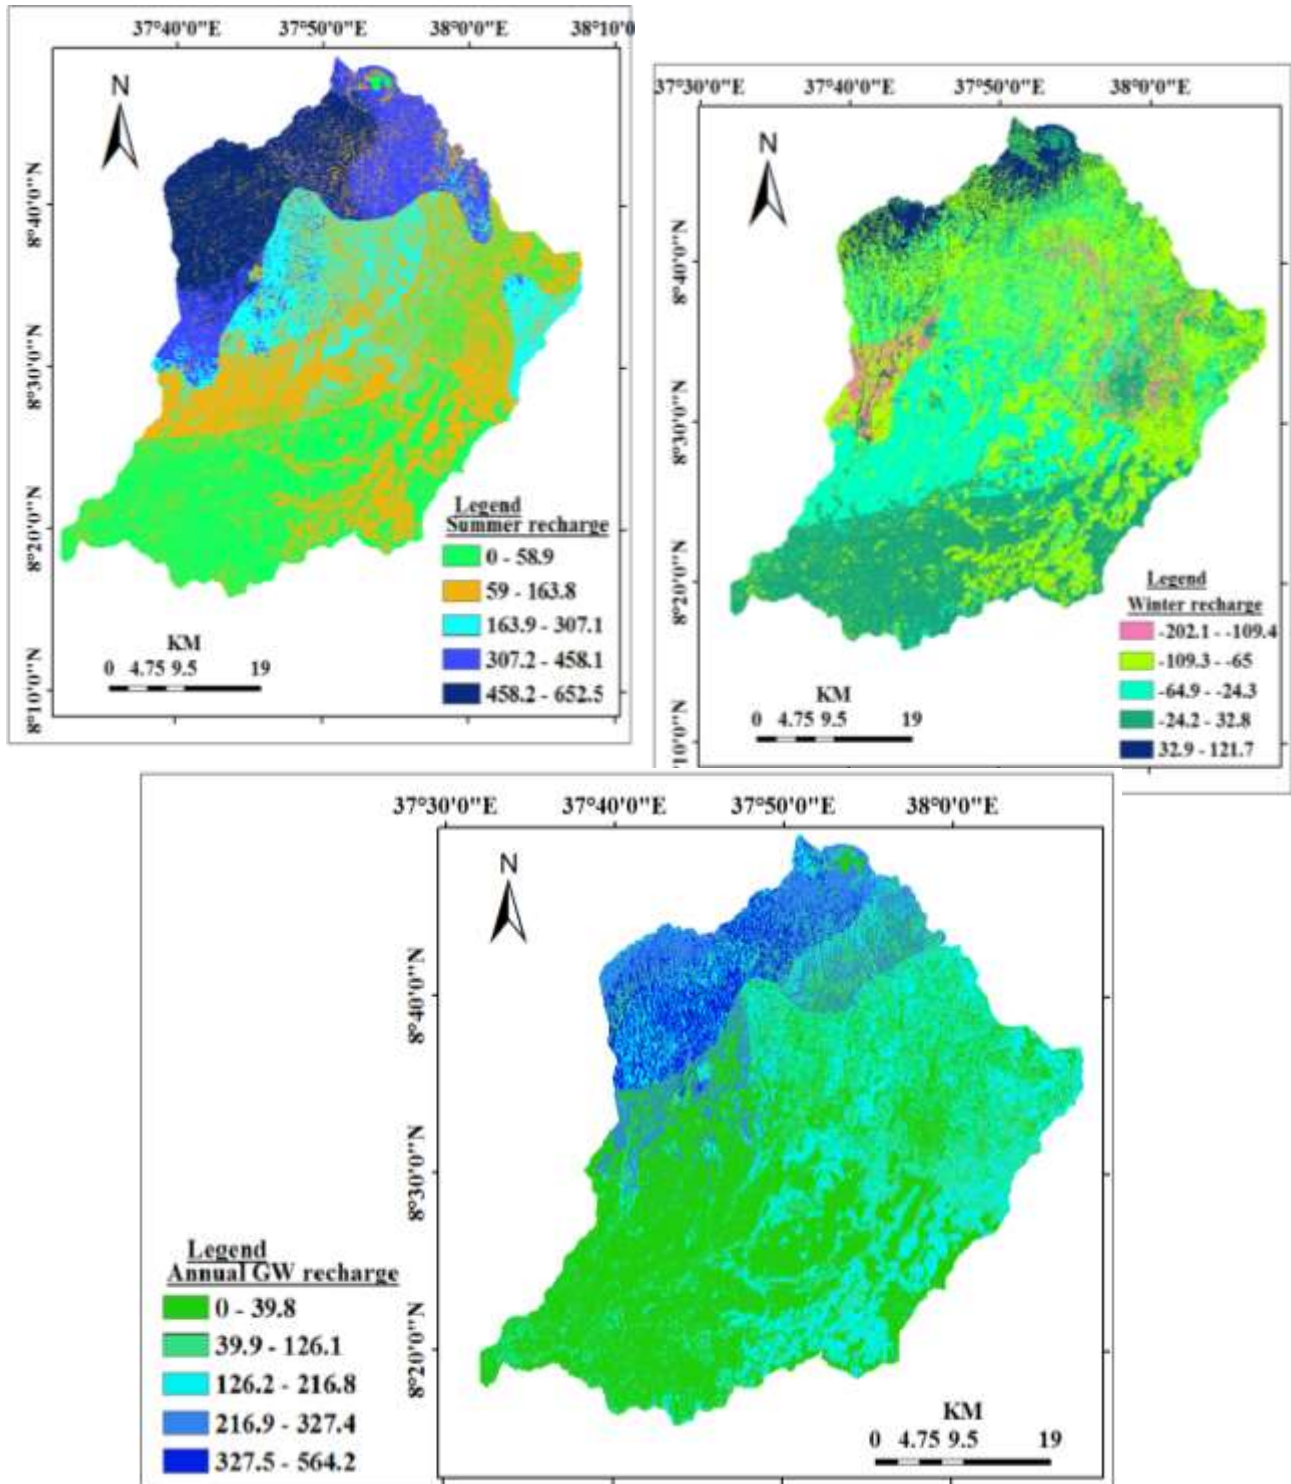 37°40'0"E 37°50'0"E 38°0'0"E 38°10'0
N
8°40'0"N
8°30'0"N
8°20'0"N
8°10'0"N
Legend
Summer recharge
0 - 58.9
59 - 163.8
163.9 - 307.1
307.2 - 458.1
458.2 - 652.5
KM
0 4.75 9.5 19
37°30'0"E 37°40'0"E 37°50'0"E 38°0'0"E
N
8°40'0"N
8°30'0"N
8°20'0"N
°10'0"N
Legend
Winter recharge
-202.1 - -109.4
-109.3 - -65
-64.9 - -24.3
-24.2 - 32.8
32.9 - 121.7
KM
0 4.75 9.5 19
37°30'0"E 37°40'0"E 37°50'0"E 38°0'0"E
N
8°40'0"N
8°30'0"N
8°20'0"N
Legend
Annual GW recharge
0 - 39.8
39.9 - 126.1
126.2 - 216.8
216.9 - 327.4
327.5 - 564.2
KM
0 4.75 9.5 19